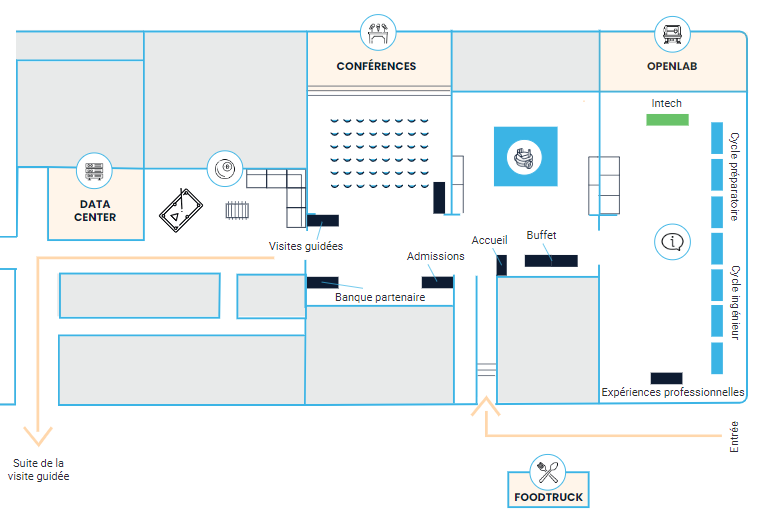 CONFÉRENCES
OPENLAB
Intech
Cycle préparatoire
DATA
CENTER
Visites guidées
Admissions
Accueil
Buffet
Banque partenaire
Cycle ingénieur
Expériences professionnelles
Entrée
Suite de la
visite guidée
FOODTRUCK